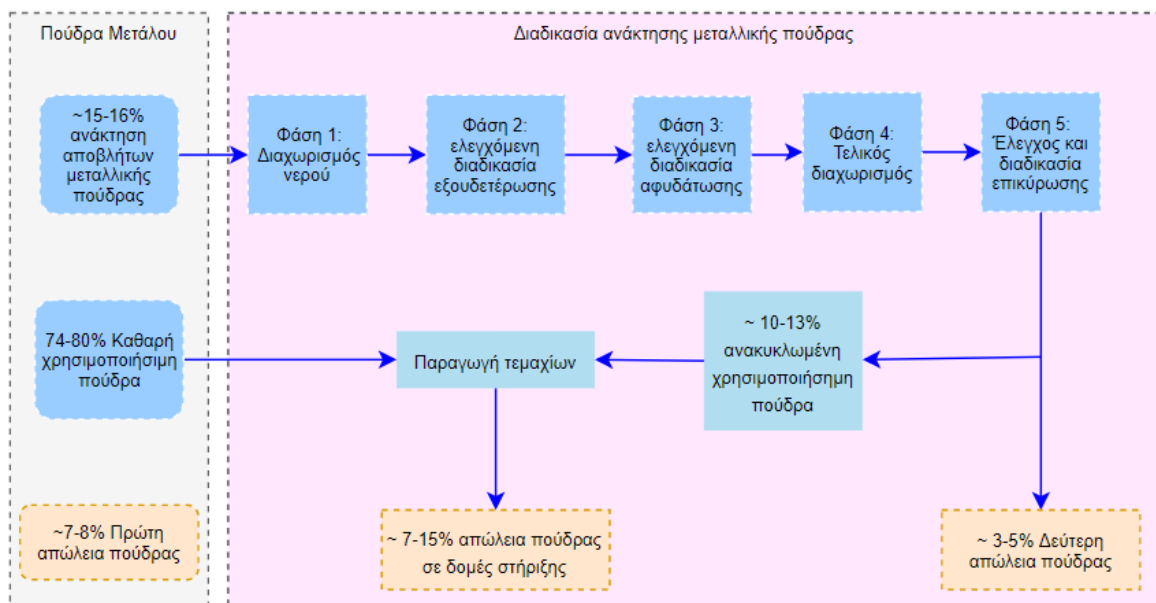 Πούδρα Μετάλου
Διαδικασία ανάκτησης μεταλλικής πούδρας
~15-16%
ανάκτηση
αποβλήτων
μεταλλικής
πούδρας
Φάση 1:
Διαχωρισμός
νερού
Φάση 2:
ελεγχόμενη
διαδικασία
εξουδετέρωσης
Φάση 3:
ελεγχόμενη
διαδικασία
αφυδάτωσης
Φάση 4:
Τελικός
διαχωρισμός
Φάση 5:
Έλεγχος και
διαδικασία
επικύρωσης
74-80% Καθαρή
χρησιμοποιήσιμη
πούδρα
Παραγωγή τεμαχίων
~ 10-13%
ανακυκλωμένη
χρησιμοποιήσημη
πούδρα
~7-8% Πρώτη
απώλεια πούδρας
~ 7-15% απώλεια πούδρας
σε δομές στήριξης
~ 3-5% Δεύτερη
απώλεια πούδρας